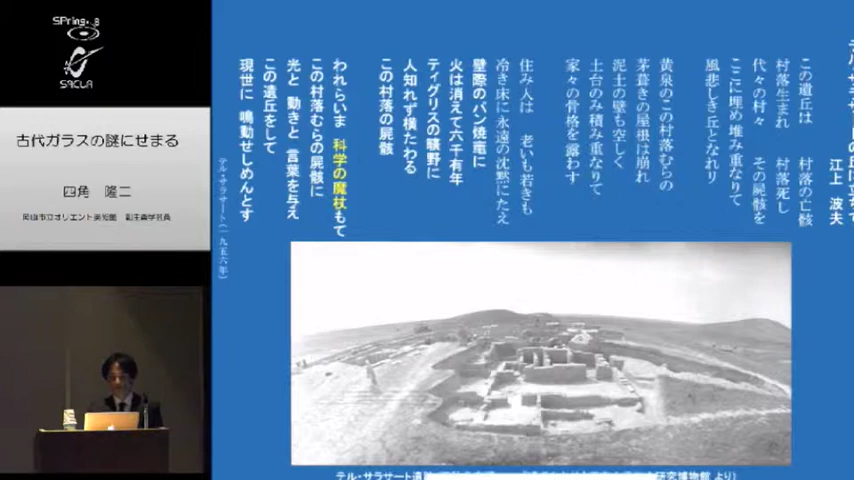 SPring-8
SACLA
古代ガラスの謎にせまる
四角 隆二
岡山市立オリエント美術館 副主査学芸員
江上 波夫
この遺丘は 村落の亡骸
村落生まれ 村落死し
代々の村々 その屍骸を
ここに埋め 堆み重なりて
風悲しき丘となれり
黄泉のこの村落むらの
茅葺きの屋根は崩れ
泥土の壁も空しく
土台のみ積み重なりて
家々の骨格を露わす
住み人は 老いも若きも
冷き床に永遠の沈黙にたえ
壁際のパン焼竈に
火は消えて六千有年
ティグリスの曠野に
人知れず横たわる
この村落の屍骸
われらいま 科学の魔杖もて
この村落むらの屍骸に
光と 動きと 言葉を与え
この遺丘をして
現世に 鳴動せしめんとす
テル・サラサート(一九五六年)
テル・サラサート遺跡
研究博物館 より)